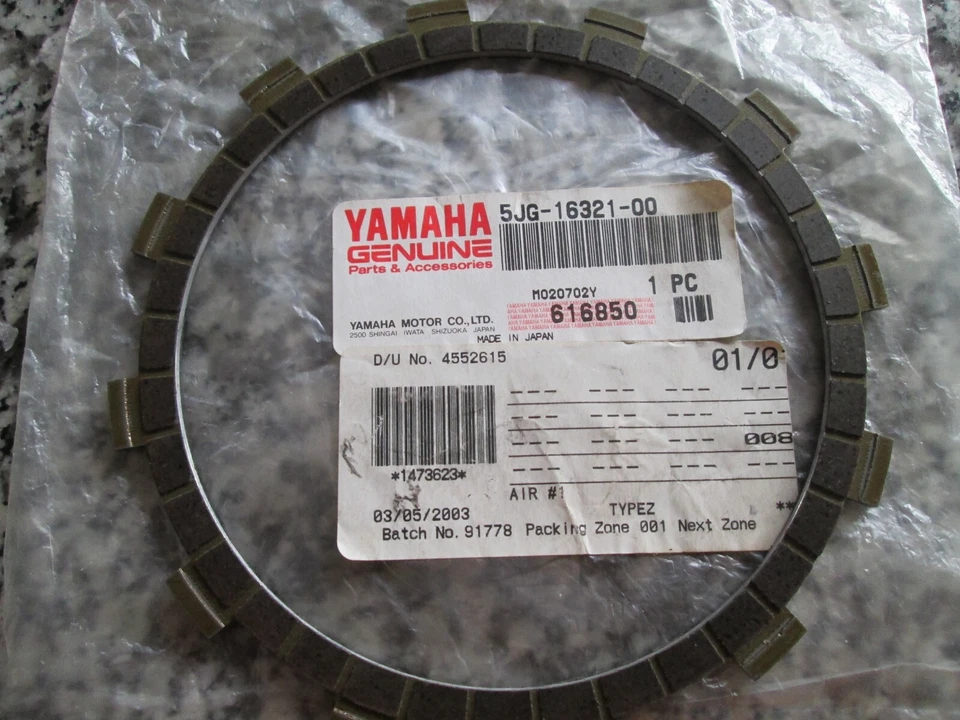 YAMAHA
GENUINE
Parts & Accessories
5JG-16321-00
M020702Y
1 PC
616850
YAMAHA MOTOR CO.,LTD.
2500 SHINGAI IWATA SHIZUOKA JAPAN
MADE IN JAPAN
D/U No. 4552615
01/0
--- --- --- ---
--- --- --- ---
--- --- --- 008
--- --- --- ---
*1473623*
AIR #
03/05/2003
TYPEZ
**
Batch No. 91778 Packing Zone 001 Next Zone